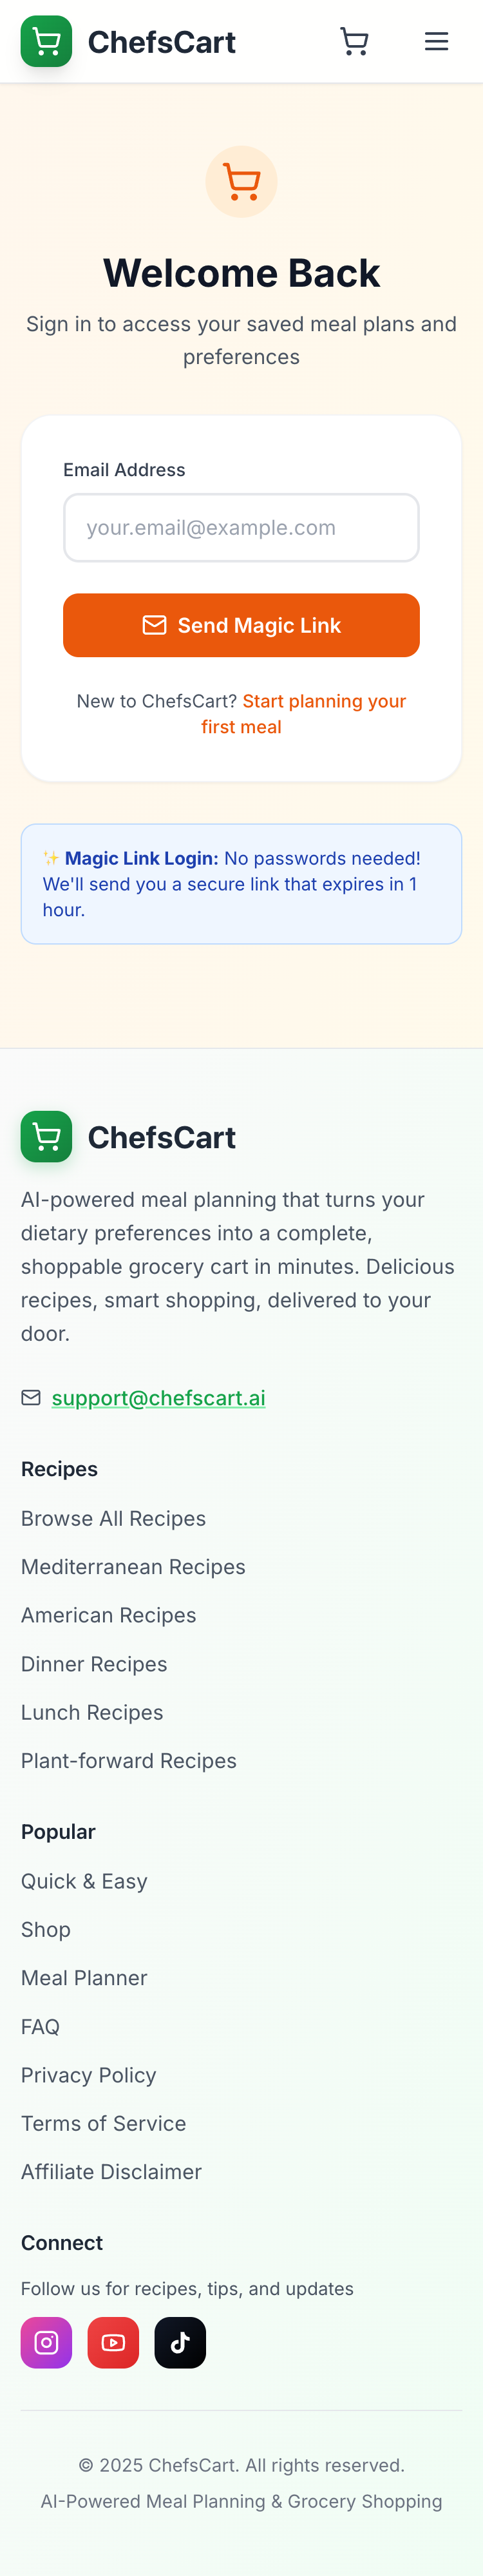 ChefsCart
Welcome Back
Sign in to access your saved meal plans and
preferences
Email Address
your.email@example.com
Send Magic Link
New to ChefsCart? Start planning your
first meal
✨ Magic Link Login: No passwords needed!
We'll send you a secure link that expires in 1
hour.
ChefsCart
AI-powered meal planning that turns your
dietary preferences into a complete,
shoppable grocery cart in minutes. Delicious
recipes, smart shopping, delivered to your
door.
support@chefscart.ai
Recipes
Browse All Recipes
Mediterranean Recipes
American Recipes
Dinner Recipes
Lunch Recipes
Plant-forward Recipes
Popular
Quick & Easy
Shop
Meal Planner
FAQ
Privacy Policy
Terms of Service
Affiliate Disclaimer
Connect
Follow us for recipes, tips, and updates
© 2025 ChefsCart. All rights reserved.
AI-Powered Meal Planning & Grocery Shopping